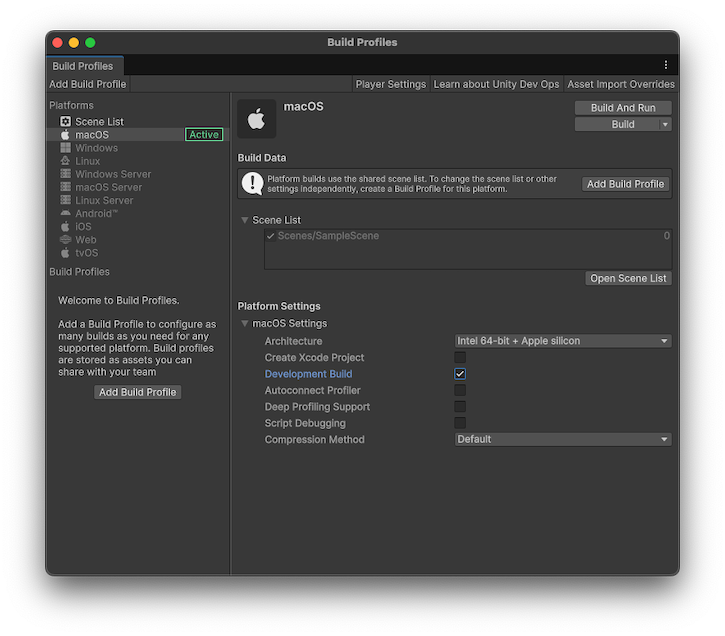 Build Profiles
Build Profiles
Add Build Profile
Player Settings
Learn about Unity Dev Ops
Asset Import Overrides
Platforms
Scene List
macOS
Active
Windows
Linux
Windows Server
macOS Server
Linux Server
Android™
iOS
Web
tvOS
Build Profiles
Welcome to Build Profiles.
Add a Build Profile to configure as
many builds as you need for any
supported platform. Build profiles
are stored as assets you can
share with your team
Add Build Profile
macOS
Build And Run
Build
Build Data
Platform builds use the shared scene list. To change the scene list or other
settings independently, create a Build Profile for this platform.
Add Build Profile
Scene List
Scenes/SampleScene 0
Open Scene List
Platform Settings
macOS Settings
Architecture Intel 64-bit + Apple silicon
Create Xcode Project
Development Build
Autoconnect Profiler
Deep Profiling Support
Script Debugging
Compression Method Default